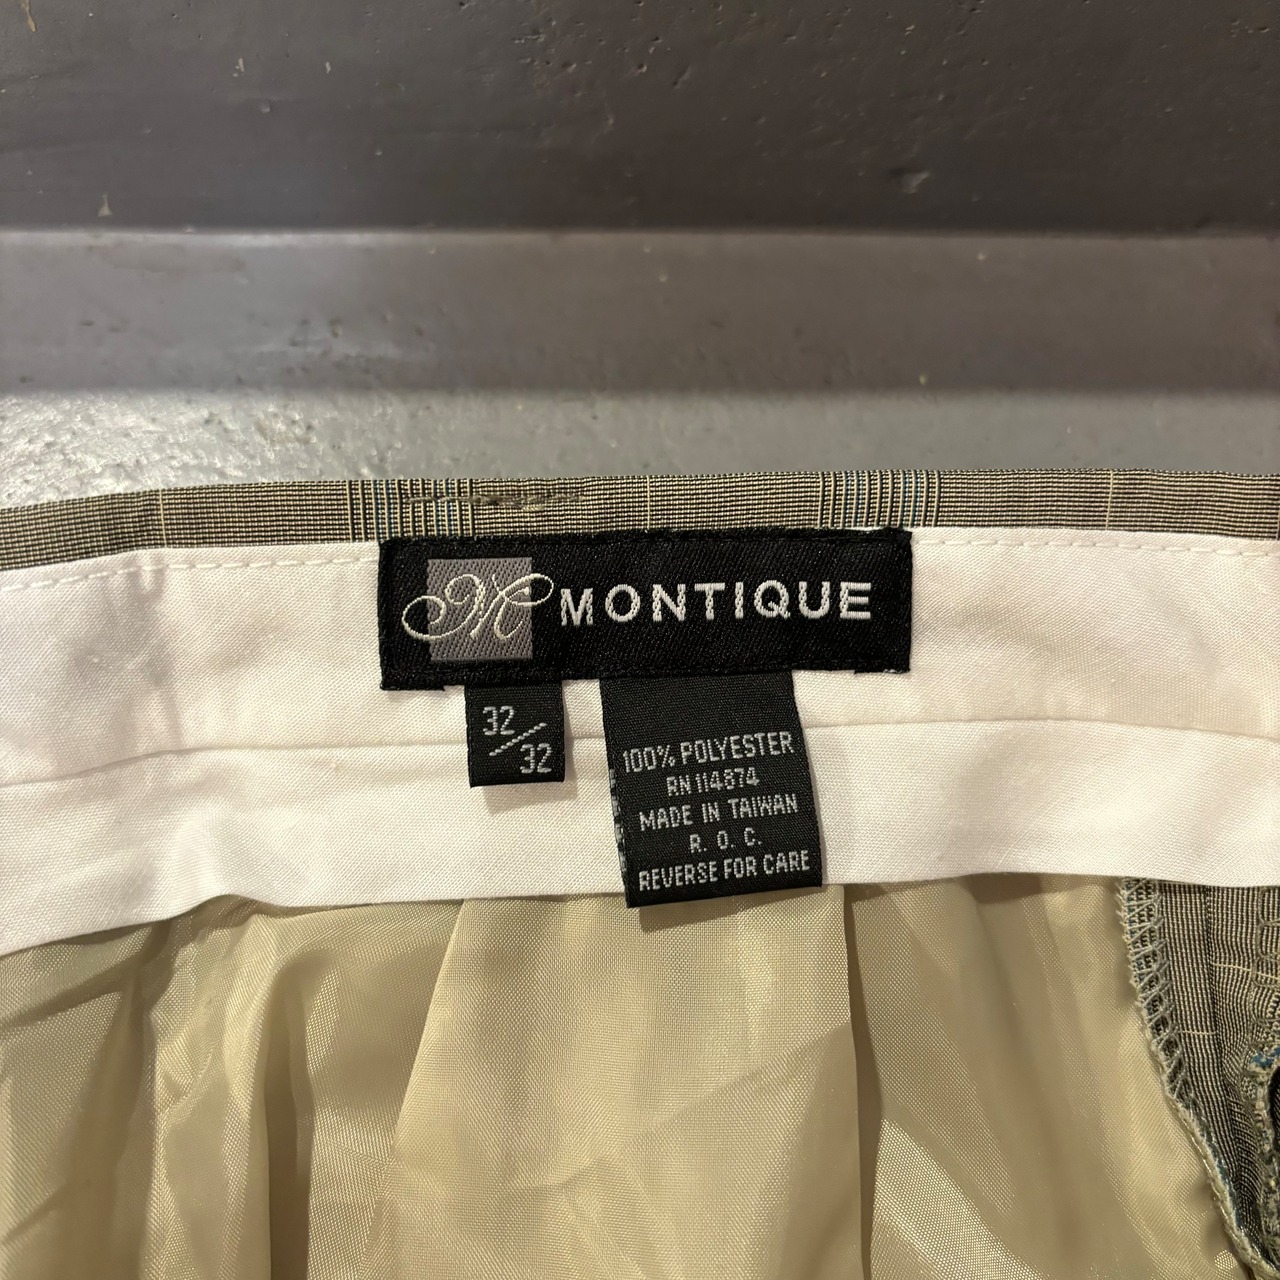 M MONTIQUE
32/32
100% POLYESTER
RN 114874
MADE IN TAIWAN
R. O. C.
REVERSE FOR CARE